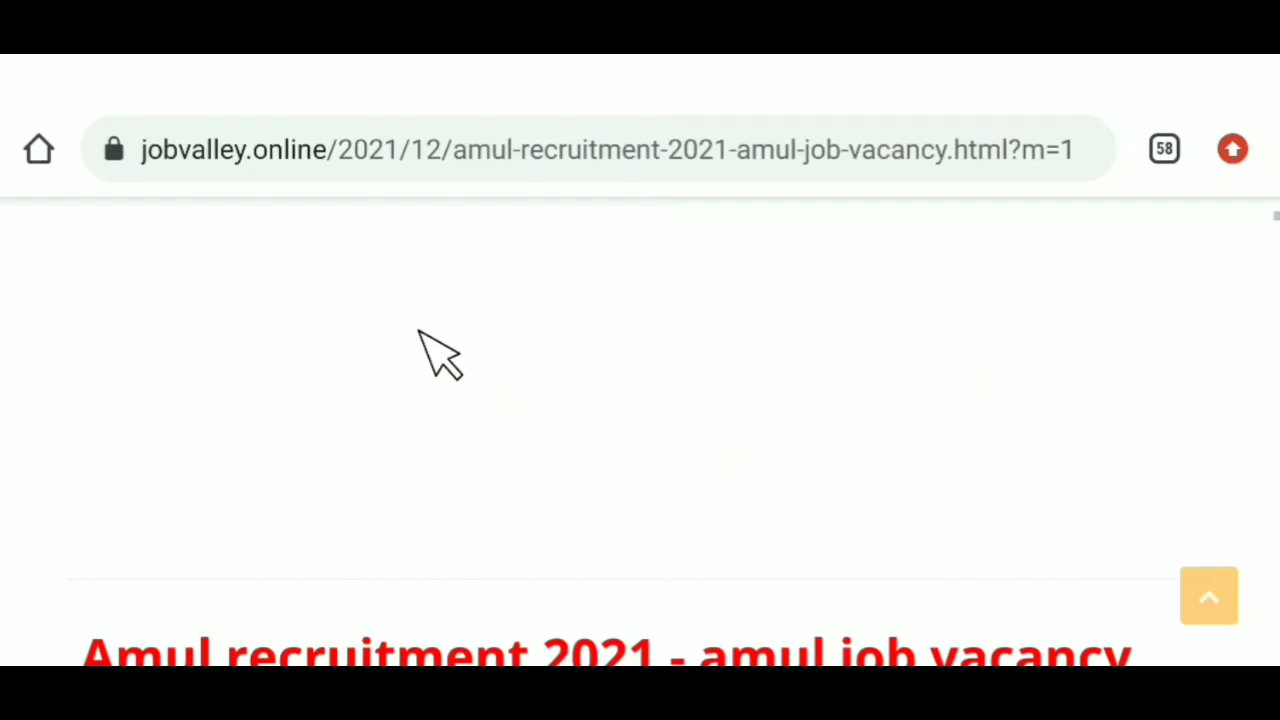 jobvalley.online/2021/12/amul-recruitment-2021-amul-job-vacancy.html?m=1
58
Amul recruitment 2021 - amul job vacancy